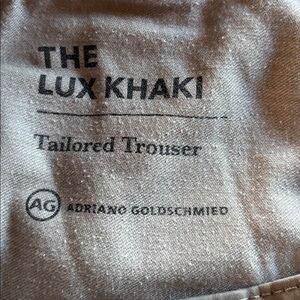 THE
LUX KHAKI
Tailored Trouser
AG ADRIANO GOLDSCHMIED